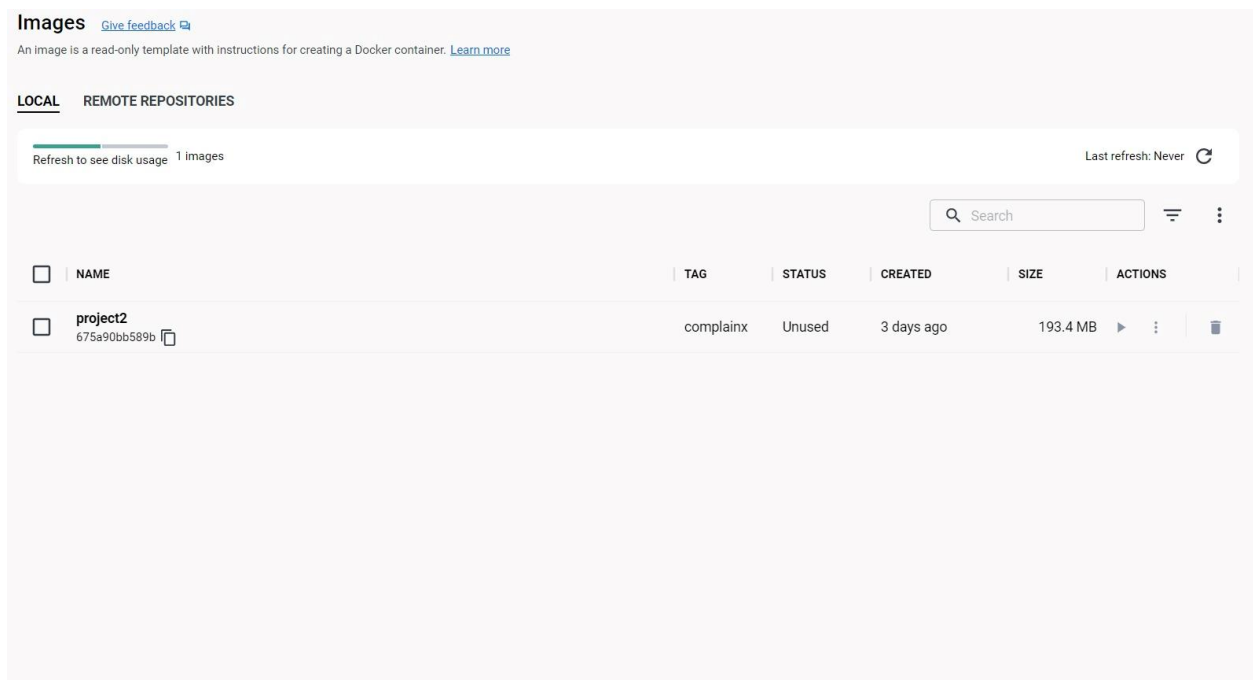 Images Give feedback
An image is a read-only template with instructions for creating a Docker container. Learn more
LOCAL REMOTE REPOSITORIES
Refresh to see disk usage 1 images Last refresh: Never
Search
NAME TAG STATUS CREATED SIZE ACTIONS
project2
675a90bb589b
complainx Unused 3 days ago 193.4 MB